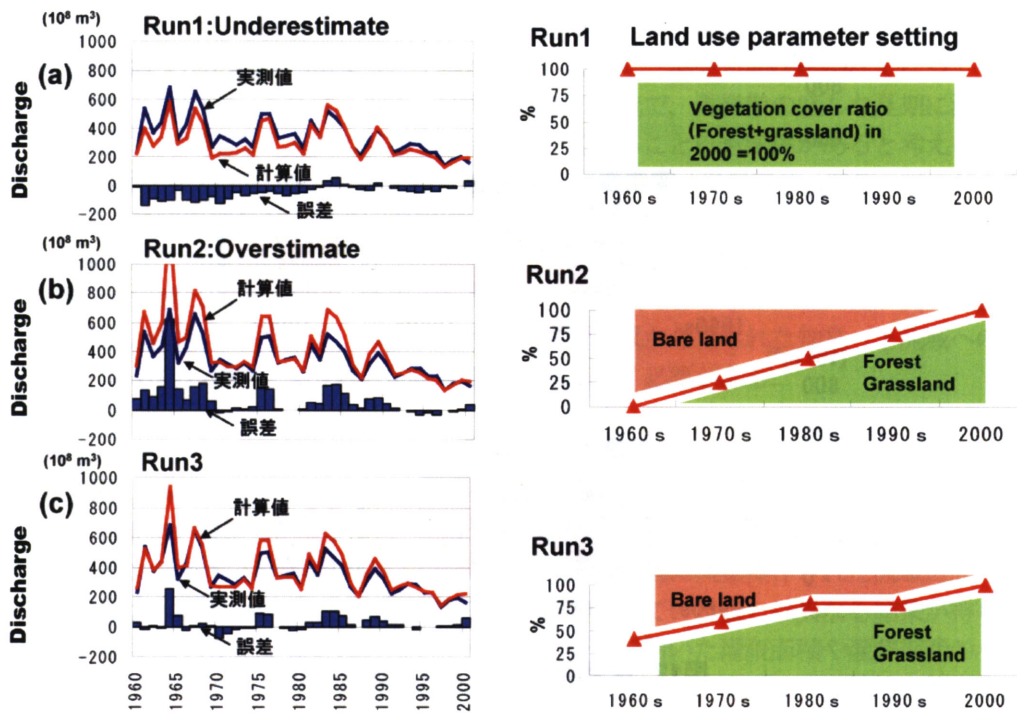 (10⁸ m³)
Run1:Underestimate
(a)
Discharge
1000
800
600
400
200
0
-200
実測値
計算値
誤差
Run1 Land use parameter setting
%
100
75
50
25
0
Vegetation cover ratio
(Forest+grassland) in
2000 =100%
1960 s 1970 s 1980 s 1990 s 2000
(10⁸ m³)
Run2:Overstimate
(b)
Discharge
1000
800
600
400
200
0
-200
計算値
実測値
誤差
Run2
%
100
75
50
25
0
Bare land
Forest
Grassland
1960 s 1970 s 1980 s 1990 s 2000
(10⁸ m³)
Run3
(c)
Discharge
1000
800
600
400
200
0
-200
計算値
実測値
誤差
1960 1965 1970 1975 1980 1985 1990 1995 2000
Run3
%
100
75
50
25
0
Bare land
Forest
Grassland
1960 s 1970 s 1980 s 1990 s 2000